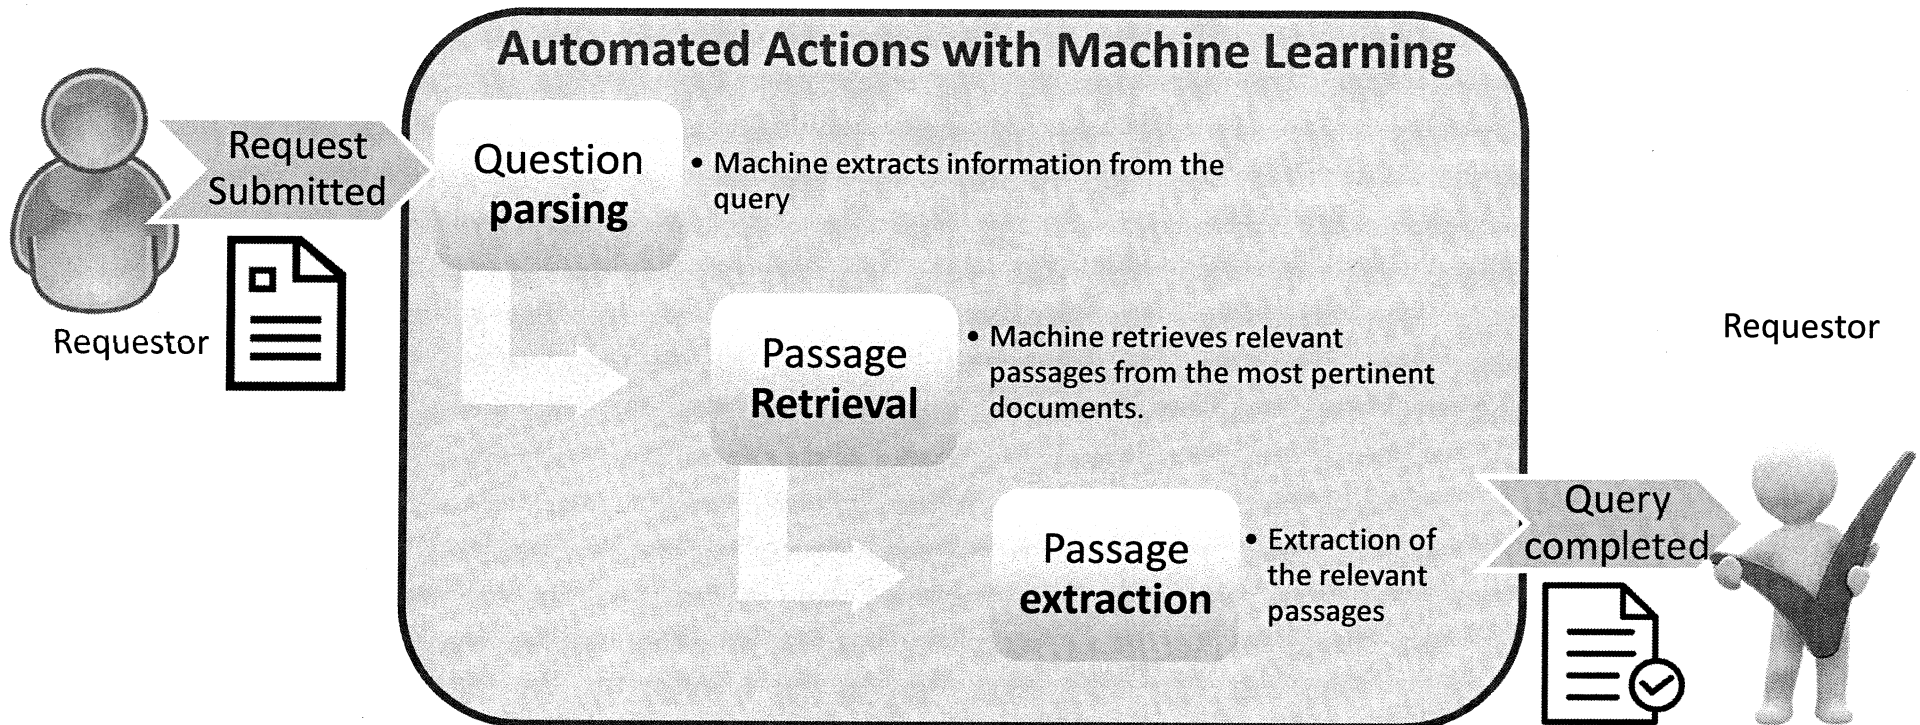 Automated Actions with Machine Learning
Request
Submitted
Requestor
Question
parsing
• Machine extracts information from the
query
Passage
Retrieval
• Machine retrieves relevant
passages from the most pertinent
documents.
Passage
extraction
• Extraction of
the relevant
passages
Requestor
Query
completed